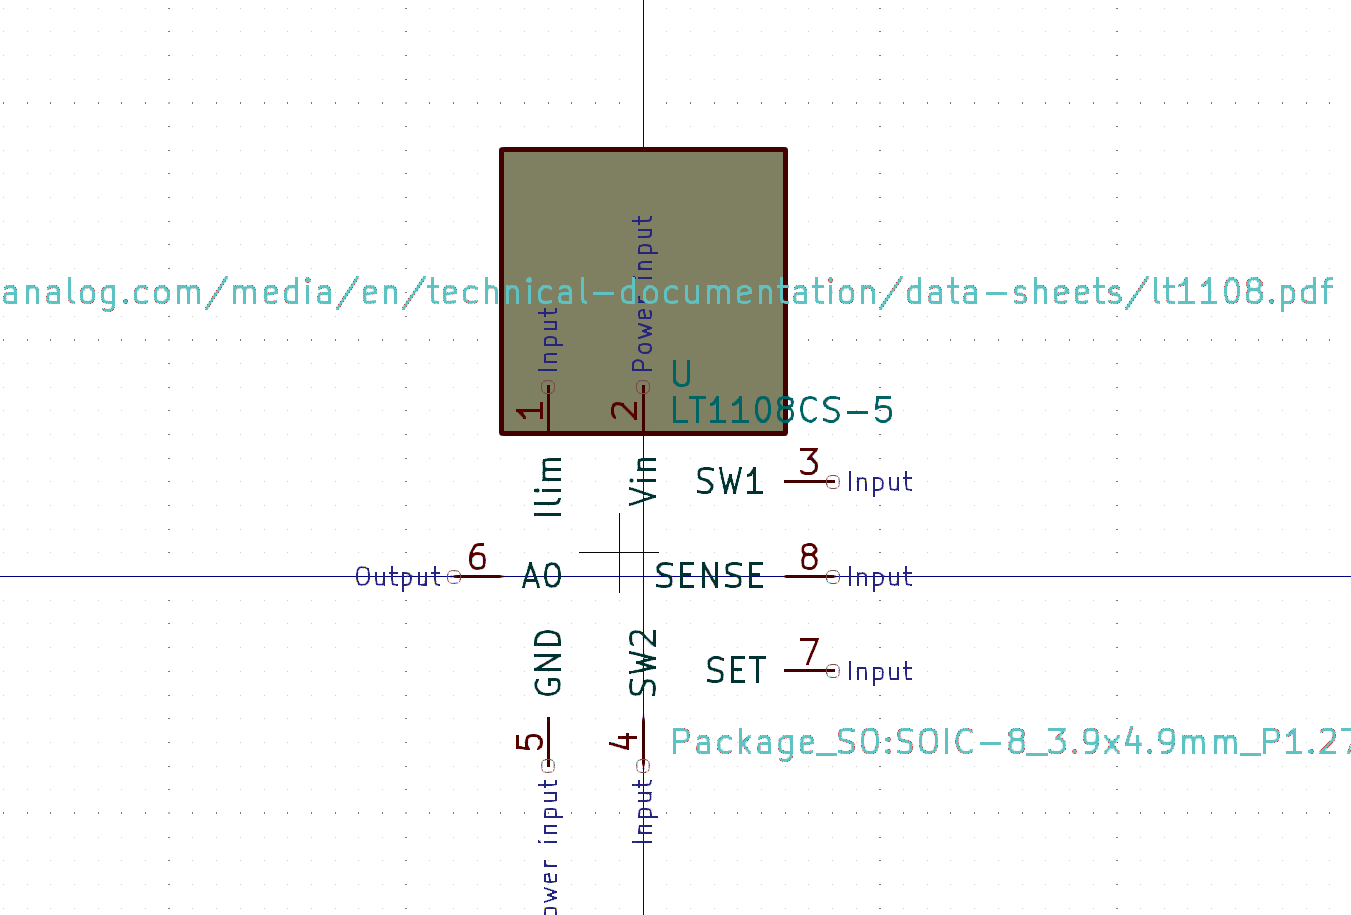 analog.com/media/en/technical-documentation/data-sheets/lt1108.pdf
Input
Power input
U
LT1108CS-5
1
2
Ilim
Vin
SW1
3
Input
Output
6
AO
SENSE
8
Input
GND
SW2
SET
7
Input
5
4
Package_SO:SOIC-8_3.9x4.9mm_P1.27
ower input
Input